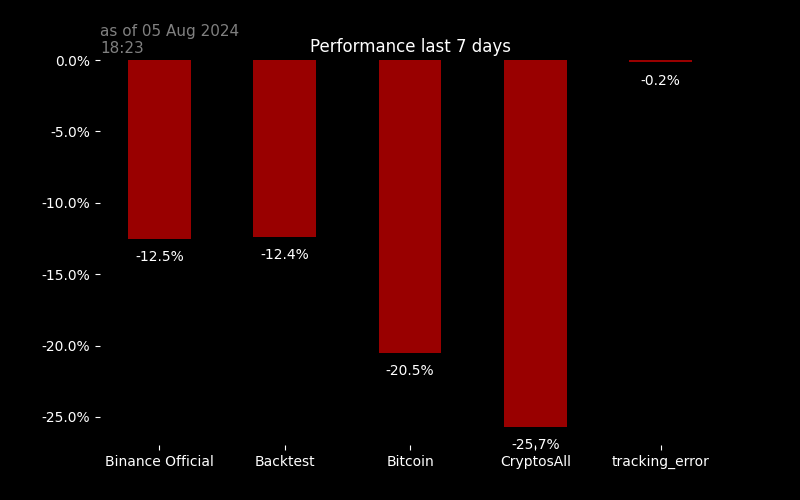 as of 05 Aug 2024
18:23
Performance last 7 days
0.0%
-5.0%
-10.0%
-15.0%
-20.0%
-25.0%
-12.5%
-12.4%
-20.5%
-25.7%
-0.2%
Binance Official
Backtest
Bitcoin
CryptosAll
tracking_error